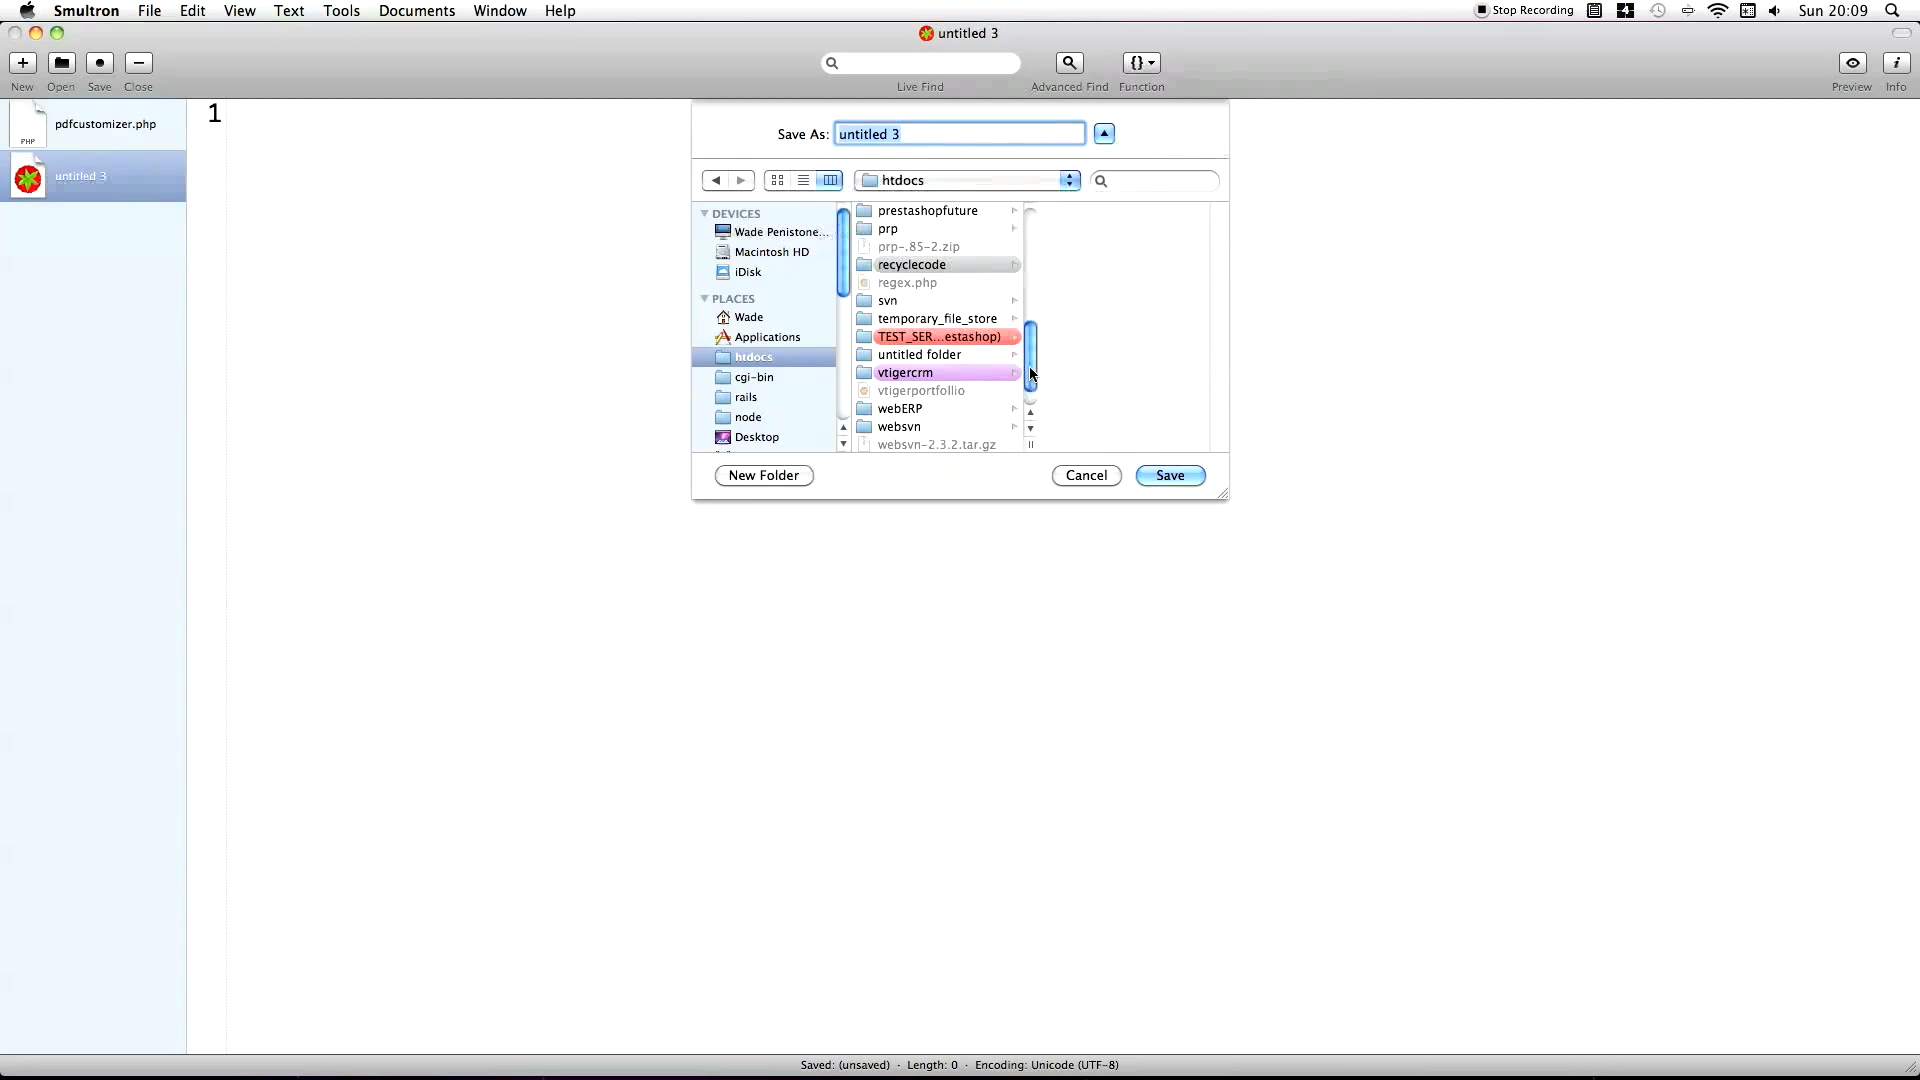 Smultron File Edit View Text Tools Documents Window Help Stop Recording Sun 20:09
untitled 3
New Open Save Close Live Find Advanced Find Function Preview Info
pdfcustomizer.php
PHP
untitled 3
1
Save As: untitled 3
htdocs
DEVICES
Wade Penistone...
Macintosh HD
iDisk
PLACES
Wade
Applications
htdocs
cgi-bin
rails
node
Desktop
prestashopfuture
prp
prp-.85-2.zip
recyclecode
regex.php
svn
temporary_file_store
TEST_SER...estashop)
untitled folder
vtigercrm
vtigerportfollio
webERP
websvn
websvn-2.3.2.tar.gz
New Folder Cancel Save
Saved: (unsaved) · Length: 0 · Encoding: Unicode (UTF-8)